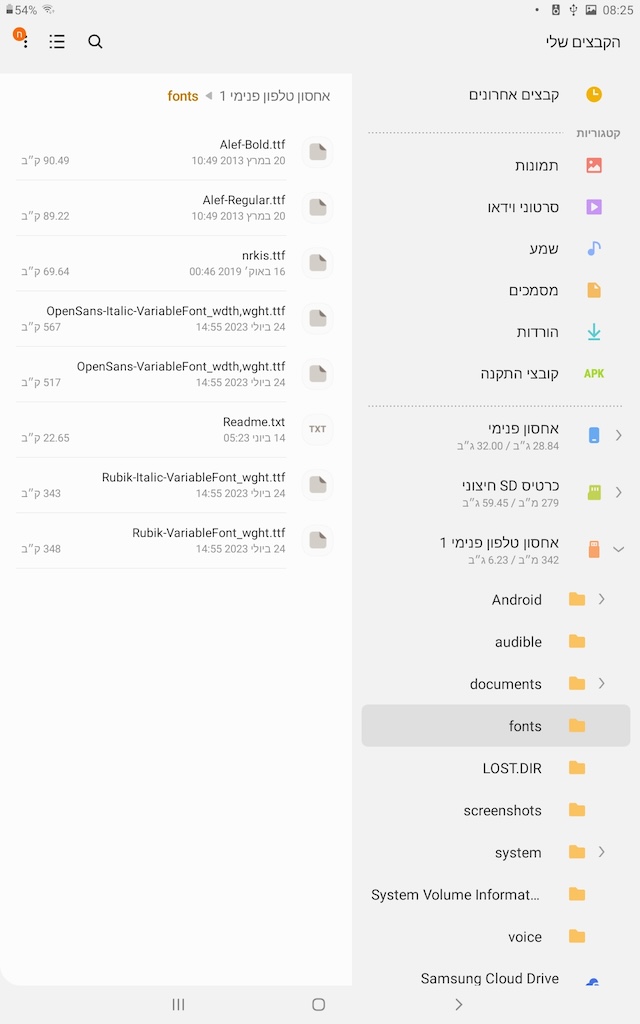 54%
08:25
הקבצים שלי
ח
קבצים אחרונים
קטגוריות
תמונות
סרטוני וידאו
שמע
מסמכים
הורדות
קובצי התקנה
APK
אחסון פנימי
28.84 ג״ב / 32.00 ג״ב
כרטיס SD חיצוני
279 מ״ב / 59.45 ג״ב
אחסון טלפון פנימי 1
342 מ״ב / 6.23 ג״ב
Android
audible
documents
fonts
LOST.DIR
screenshots
system
System Volume Informat...
voice
Samsung Cloud Drive
אחסון טלפון פנימי 1 ◀ fonts
Alef-Bold.ttf
20 במרץ 2013 10:49
90.49 ק״ב
Alef-Regular.ttf
20 במרץ 2013 10:49
89.22 ק״ב
nrkis.ttf
16 באוק׳ 2019 00:46
69.64 ק״ב
OpenSans-Italic-VariableFont_wdth,wght.ttf
24 ביולי 2023 14:55
567 ק״ב
OpenSans-VariableFont_wdth,wght.ttf
24 ביולי 2023 14:55
517 ק״ב
TXT
Readme.txt
14 ביוני 05:23
22.65 ק״ב
Rubik-Italic-VariableFont_wght.ttf
24 ביולי 2023 14:55
343 ק״ב
Rubik-VariableFont_wght.ttf
24 ביולי 2023 14:55
348 ק״ב